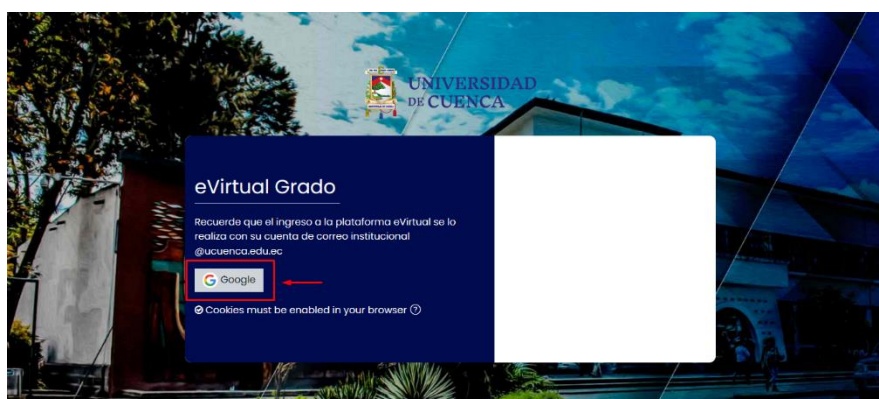 UNIVERSIDAD
DE CUENCA
eVirtual Grado
Recuerde que el ingreso a la plataforma eVirtual se lo
realiza con su cuenta de correo institucional
@ucuenca.edu.ec
Google
Cookies must be enabled in your browser